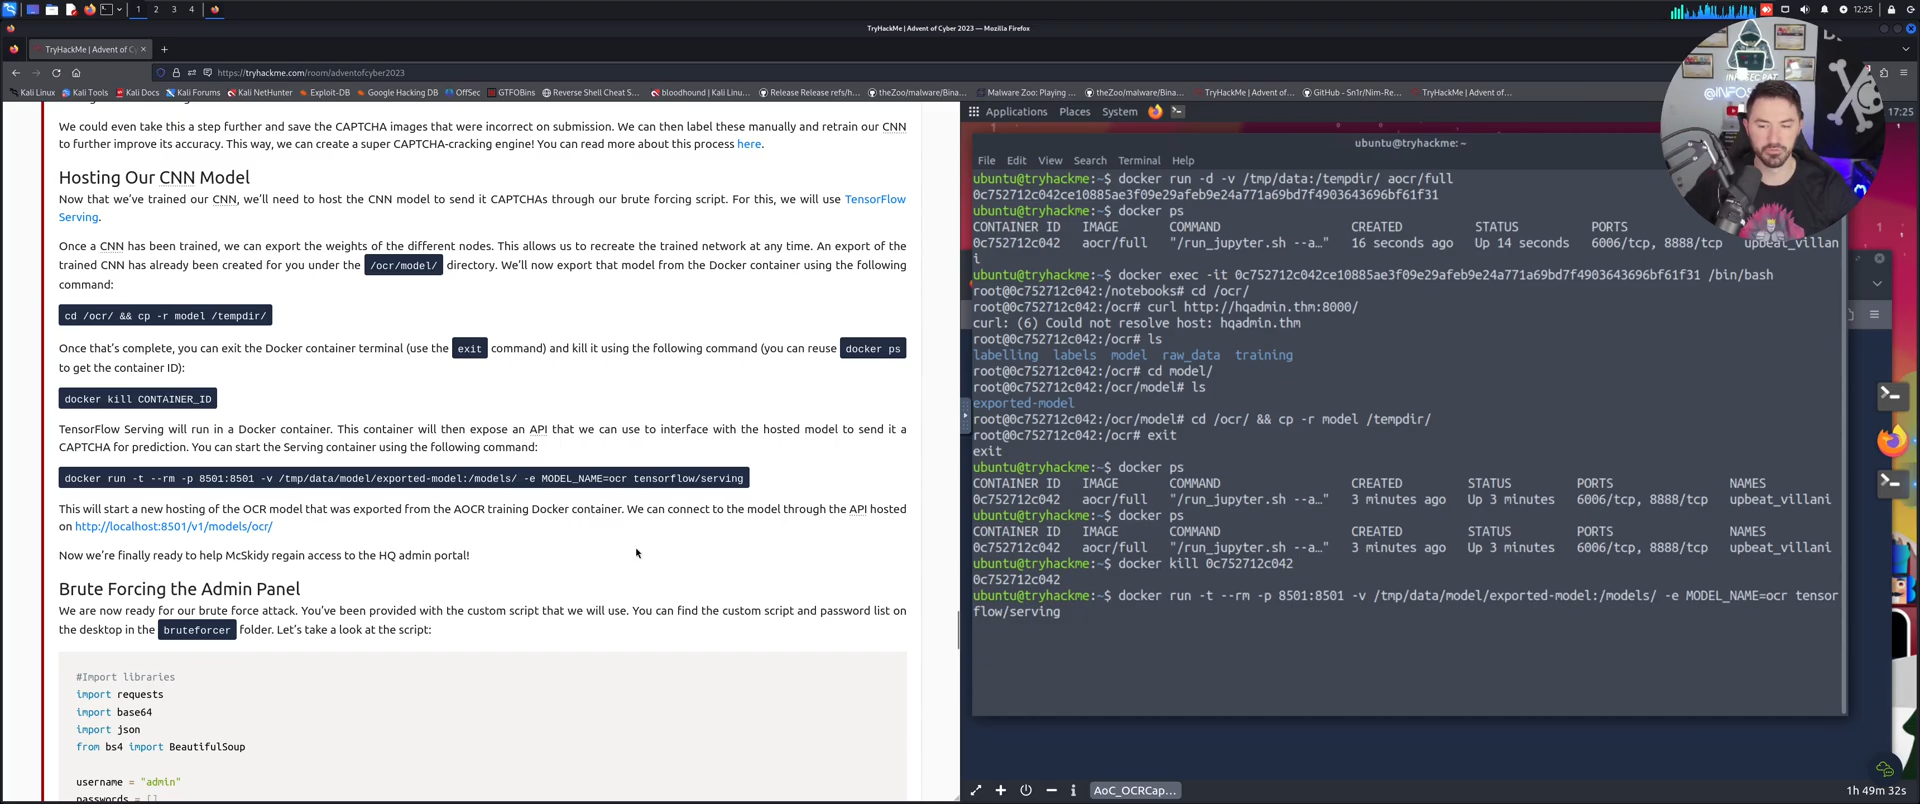 12:25
1
2
3
4
TryHackMe | Advent of Cyber 2023 — Mozilla Firefox
TryHackMe | Advent of Cy
https://tryhackme.com/room/adventofcyber2023
Kali Linux
Kali Tools
Kali Docs
Kali Forums
Kali NetHunter
Exploit-DB
Google Hacking DB
OffSec
GTFOBins
Reverse Shell Cheat S...
bloodhound | Kali Linu...
Release Release refs/h...
theZoo/malware/Bina...
Malware Zoo: Playing ...
theZoo/malware/Bina...
GitHub - Sn1r/Nim-Re...
TryHackMe | Advent of...
TryHackMe | Advent of...
We could even take this a step further and save the CAPTCHA images that were incorrect on submission. We can then label these manually and retrain our CNN
to further improve its accuracy. This way, we can create a super CAPTCHA-cracking engine! You can read more about this process here.
Hosting Our CNN Model
Now that we've trained our CNN, we'll need to host the CNN model to send it CAPTCHAs through our brute forcing script. For this, we will use TensorFlow
Serving.
Once a CNN has been trained, we can export the weights of the different nodes. This allows us to recreate the trained network at any time. An export of the
trained CNN has already been created for you under the /ocr/model/ directory. We'll now export that model from the Docker container using the following
command:
cd /ocr/ && cp -r model /tempdir/
Once that's complete, you can exit the Docker container terminal (use the exit command) and kill it using the following command (you can reuse docker ps
to get the container ID):
docker kill CONTAINER_ID
TensorFlow Serving will run in a Docker container. This container will then expose an API that we can use to interface with the hosted model to send it a
CAPTCHA for prediction. You can start the Serving container using the following command:
docker run -t --rm -p 8501:8501 -v /tmp/data/model/exported-model:/models/ -e MODEL_NAME=ocr tensorflow/serving
This will start a new hosting of the OCR model that was exported from the AOCR training Docker container. We can connect to the model through the API hosted
on http://localhost:8501/v1/models/ocr/
Now we're finally ready to help McSkidy regain access to the HQ admin portal!
Brute Forcing the Admin Panel
We are now ready for our brute force attack. You've been provided with the custom script that we will use. You can find the custom script and password list on
the desktop in the bruteforcer folder. Let's take a look at the script:
#Import libraries
import requests
import base64
import json
from bs4 import BeautifulSoup
username = "admin"
passwords = []
Applications Places System
17:25
ubuntu@tryhackme: ~
File Edit View Search Terminal Help
ubuntu@tryhackme:~$ docker run -d -v /tmp/data:/tempdir/ aocr/full
0c752712c042ce10885ae3f09e29afeb9e24a771a69bd7f4903643696bf61f31
ubuntu@tryhackme:~$ docker ps
CONTAINER ID IMAGE COMMAND CREATED STATUS PORTS
0c752712c042 aocr/full "/run_jupyter.sh --a…" 16 seconds ago Up 14 seconds 6006/tcp, 8888/tcp upbeat_villan
i
ubuntu@tryhackme:~$ docker exec -it 0c752712c042ce10885ae3f09e29afeb9e24a771a69bd7f4903643696bf61f31 /bin/bash
root@0c752712c042:/notebooks# cd /ocr/
root@0c752712c042:/ocr# curl http://hqadmin.thm:8000/
curl: (6) Could not resolve host: hqadmin.thm
root@0c752712c042:/ocr# ls
labelling labels model raw_data training
root@0c752712c042:/ocr# cd model/
root@0c752712c042:/ocr/model# ls
exported-model
root@0c752712c042:/ocr/model# cd /ocr/ && cp -r model /tempdir/
root@0c752712c042:/ocr# exit
exit
ubuntu@tryhackme:~$ docker ps
CONTAINER ID IMAGE COMMAND CREATED STATUS PORTS NAMES
0c752712c042 aocr/full "/run_jupyter.sh --a…" 3 minutes ago Up 3 minutes 6006/tcp, 8888/tcp upbeat_villani
ubuntu@tryhackme:~$ docker ps
CONTAINER ID IMAGE COMMAND CREATED STATUS PORTS NAMES
0c752712c042 aocr/full "/run_jupyter.sh --a…" 3 minutes ago Up 3 minutes 6006/tcp, 8888/tcp upbeat_villani
ubuntu@tryhackme:~$ docker kill 0c752712c042
0c752712c042
ubuntu@tryhackme:~$ docker run -t --rm -p 8501:8501 -v /tmp/data/model/exported-model:/models/ -e MODEL_NAME=ocr tensor
flow/serving
AoC_OCRCap...
1h 49m 32s